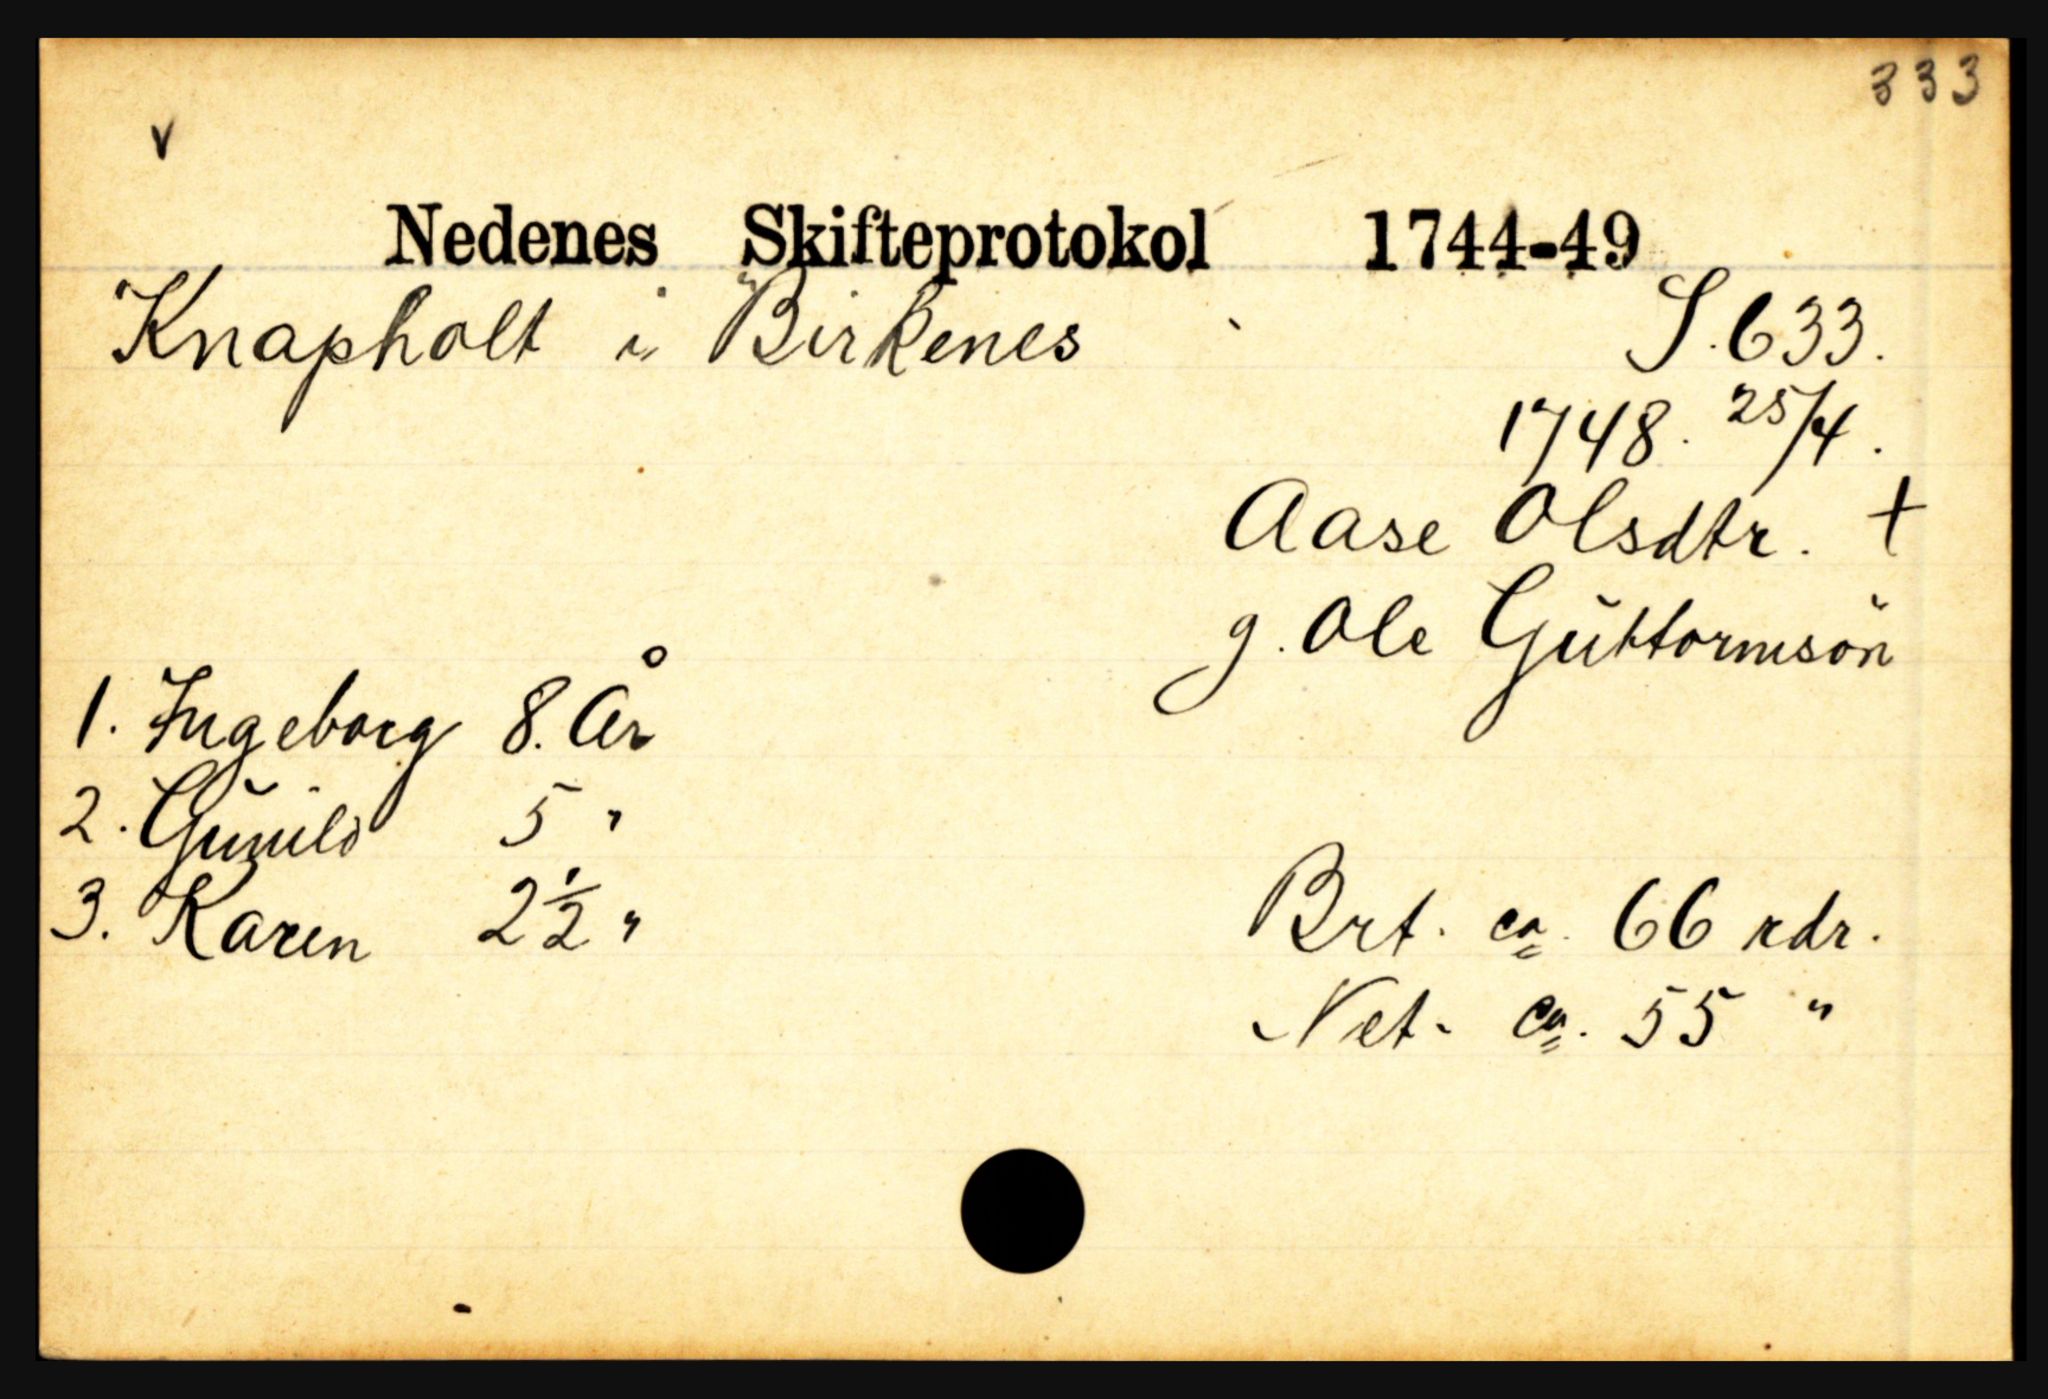 333
v
Nedenes Skifteprotokol 1744-49
Knapholt i Birkenes
S. 633.
1748. 25/4.
Aase Olsdtr. +
g. Ole Guttormsön
1. Ingeborg 8. År
2. Gunild 5 "
3. Karen 2½ "
Brt. ca. 66 rdr.
Net. ca. 55 "